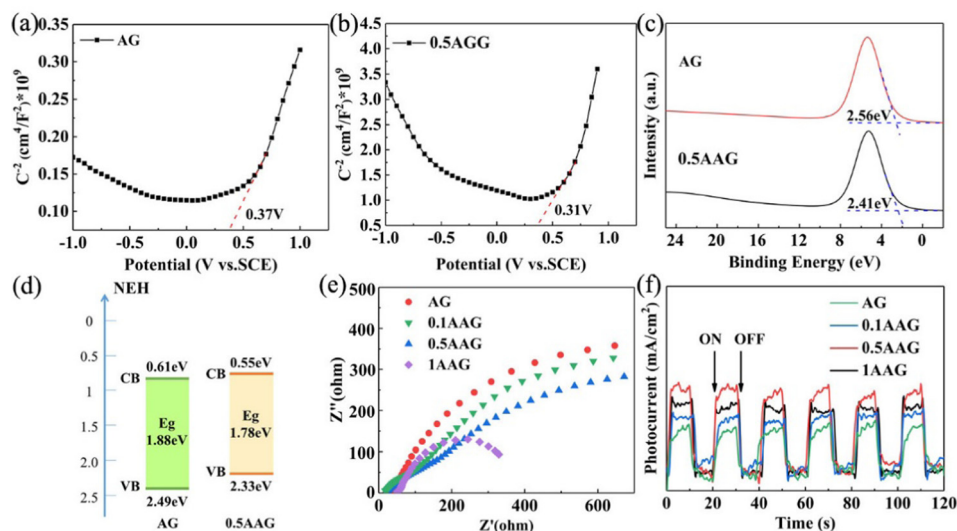 (a)
AG
C⁻² (cm⁴/F²)*10⁹
0.35
0.30
0.25
0.20
0.15
0.10
0.37V
-1.0 -0.5 0.0 0.5 1.0
Potential (V vs.SCE)
(b)
0.5AGG
C⁻² (cm⁴/F²)*10⁹
4.5
4.0
3.5
3.0
2.5
2.0
1.5
1.0
0.5
0.31V
-1.0 -0.5 0.0 0.5 1.0
Potential (V vs.SCE)
(c)
Intensity (a.u.)
AG
2.56eV
0.5AAG
2.41eV
24 20 16 12 8 4 0
Binding Energy (eV)
(d)
NEH
0
0.5
1
1.5
2.0
2.5
CB
0.61eV
Eg
1.88eV
VB
2.49eV
AG
CB
0.55eV
Eg
1.78eV
VB
2.33eV
0.5AAG
(e)
Z''(ohm)
500
400
300
200
100
0
AG
0.1AAG
0.5AAG
1AAG
0 200 400 600
Z'(ohm)
(f)
Photocurrent (mA/cm²)
ON OFF
AG
0.1AAG
0.5AAG
1AAG
0 20 40 60 80 100 120
Time (s)